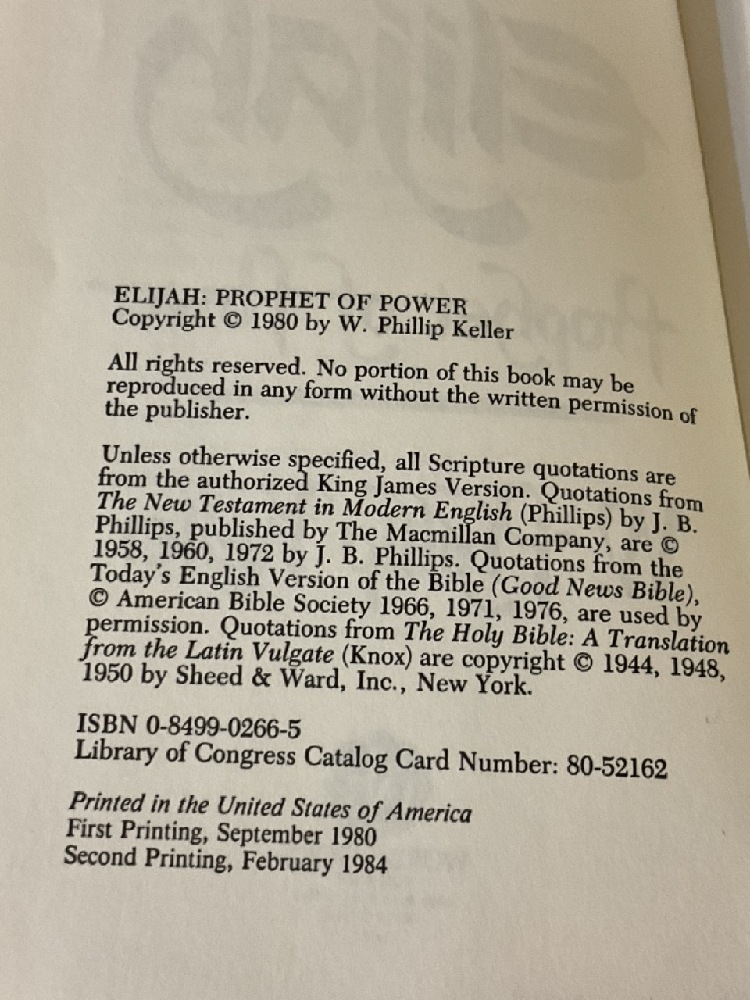 ELIJAH: PROPHET OF POWER
Copyright © 1980 by W. Phillip Keller
All rights reserved. No portion of this book may be
reproduced in any form without the written permission of
the publisher.
Unless otherwise specified, all Scripture quotations are
from the authorized King James Version. Quotations from
The New Testament in Modern English (Phillips) by J. B.
Phillips, published by The Macmillan Company, are ©
1958, 1960, 1972 by J. B. Phillips. Quotations from the
Today's English Version of the Bible (Good News Bible),
© American Bible Society 1966, 1971, 1976, are used by
permission. Quotations from The Holy Bible: A Translation
from the Latin Vulgate (Knox) are copyright © 1944, 1948,
1950 by Sheed & Ward, Inc., New York.
ISBN 0-8499-0266-5
Library of Congress Catalog Card Number: 80-52162
Printed in the United States of America
First Printing, September 1980
Second Printing, February 1984